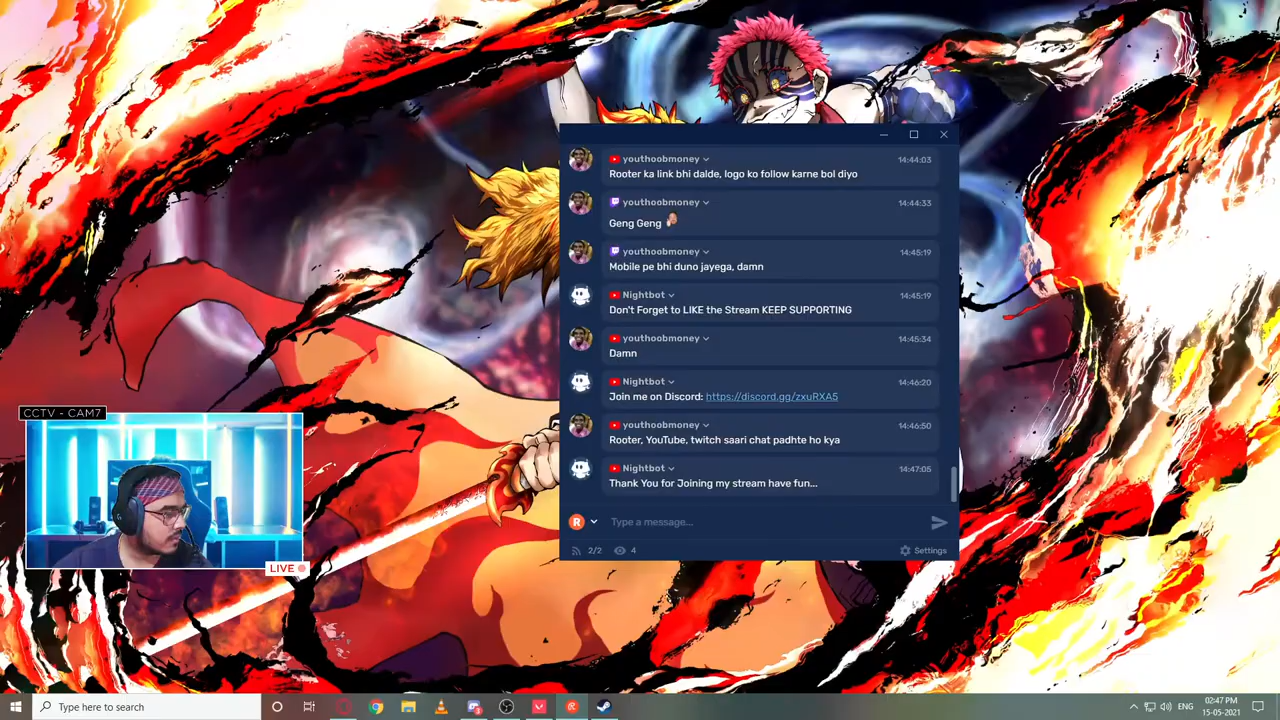 youthoobmoney 14:44:03
Rooter ka link bhi dalde, logo ko follow karne bol diyo
youthoobmoney 14:44:33
Geng Geng
youthoobmoney 14:45:19
Mobile pe bhi duno jayega, damn
Nightbot 14:45:19
Don't Forget to LIKE the Stream KEEP SUPPORTING
youthoobmoney 14:45:34
Damn
Nightbot 14:46:20
Join me on Discord: https://discord.gg/zxuRXA5
youthoobmoney 14:46:50
Rooter, YouTube, twitch saari chat padhte ho kya
Nightbot 14:47:05
Thank You for Joining my stream have fun...
R Type a message...
2/2 4 Settings
CCTV - CAM7
LIVE
Type here to search
ENG
02:47 PM
15-05-2021